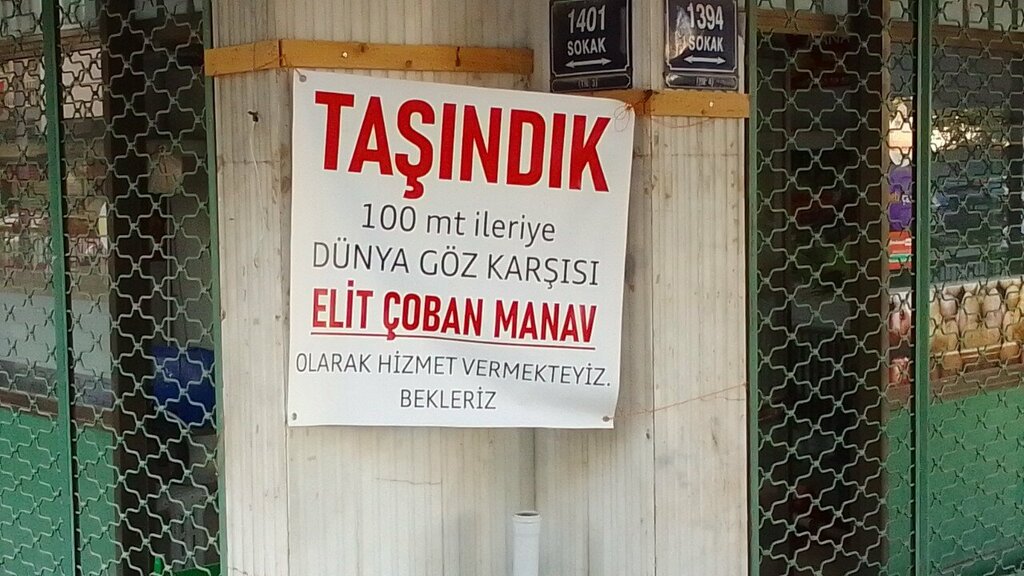 1401
SOKAK
1394
SOKAK
TAŞINDIK
100 mt ileriye
DÜNYA GÖZ KARŞISI
ELİT ÇOBAN MANAV
OLARAK HİZMET VERMEKTEYİZ.
BEKLERİZ